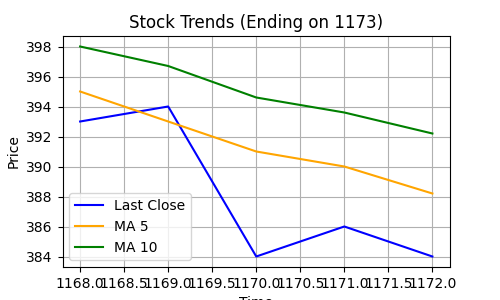 Stock Trends (Ending on 1173)
Price
398
396
394
392
390
388
386
384
Last Close
MA 5
MA 10
1168.0 1168.5 1169.0 1169.5 1170.0 1170.5 1171.0 1171.5 1172.0
Time